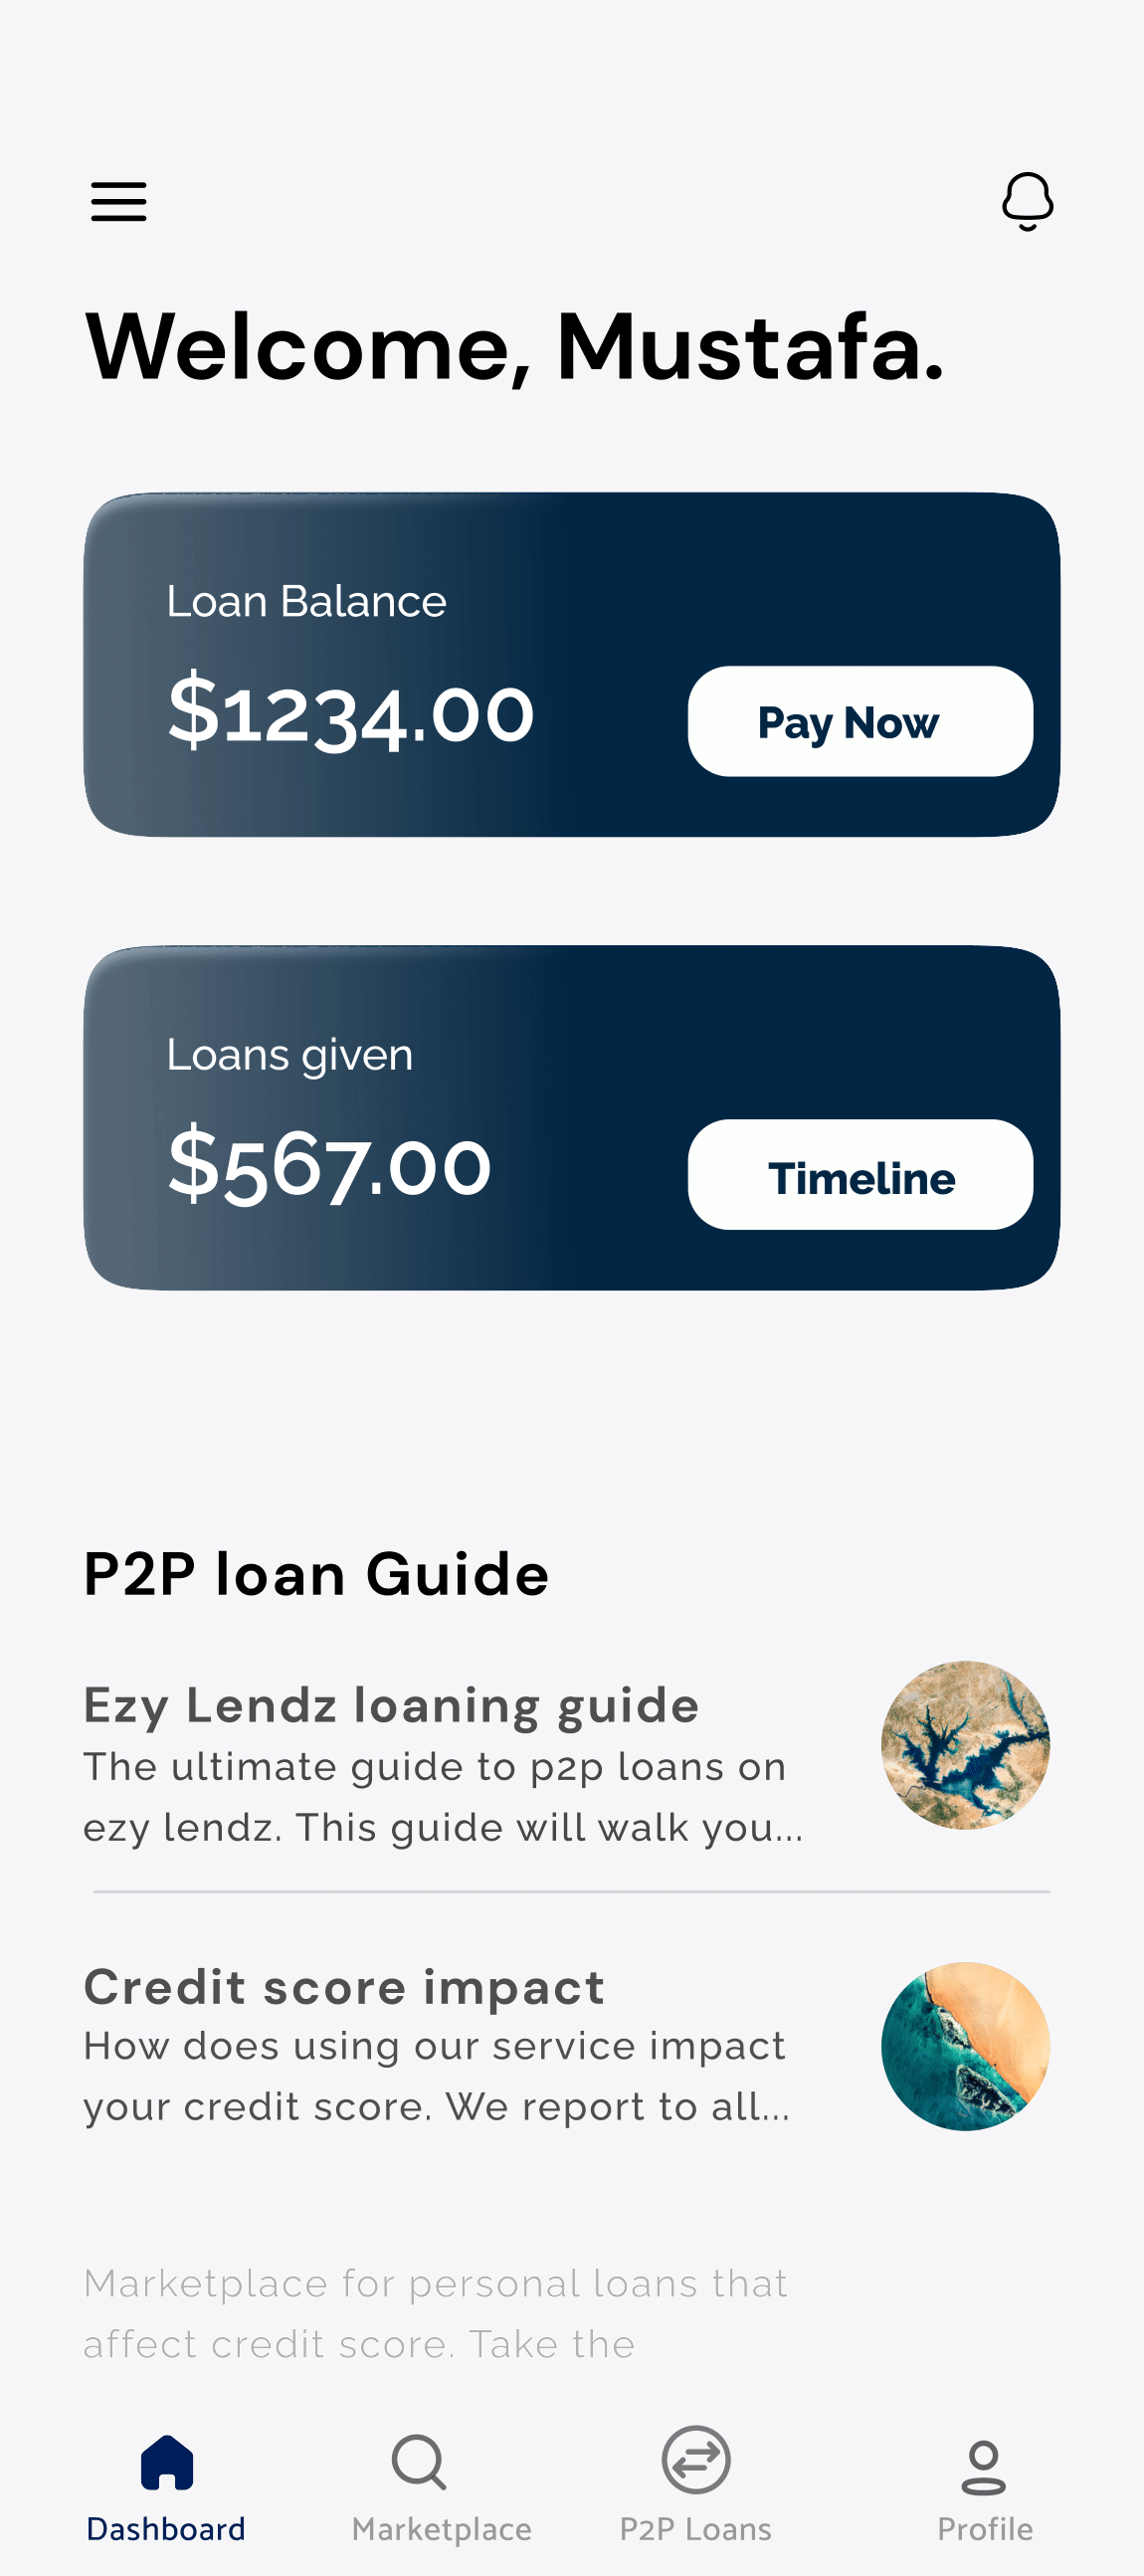 Welcome, Mustafa.
Loan Balance
$1234.00
Pay Now
Loans given
$567.00
Timeline
P2P loan Guide
Ezy Lendz loaning guide
The ultimate guide to p2p loans on
ezy lendz. This guide will walk you...
Credit score impact
How does using our service impact
your credit score. We report to all...
Marketplace for personal loans that
affect credit score. Take the
Dashboard
Marketplace
P2P Loans
Profile